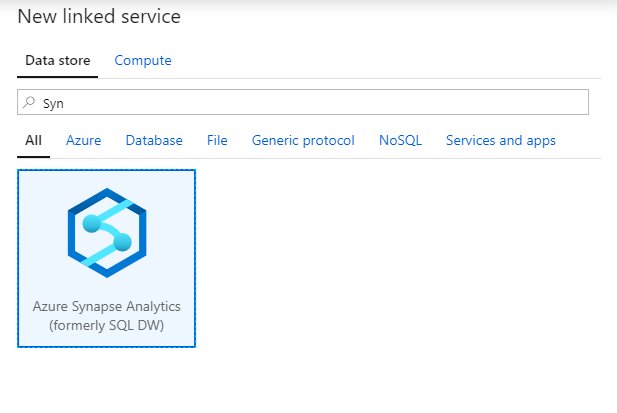 New linked service
Data store Compute
Syn
All Azure Database File Generic protocol NoSQL Services and apps
Azure Synapse Analytics
(formerly SQL DW)